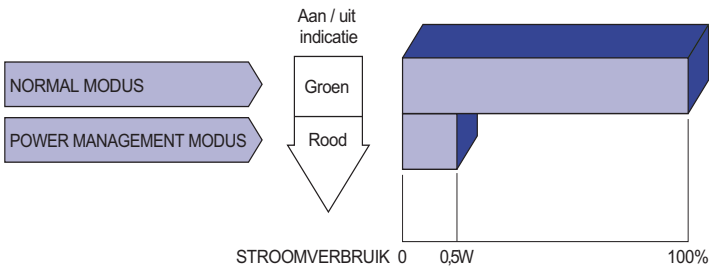 Aan / uit
indicatie
NORMAL MODUS
Groen
POWER MANAGEMENT MODUS
Rood
STROOMVERBRUIK 0 0,5W 100%